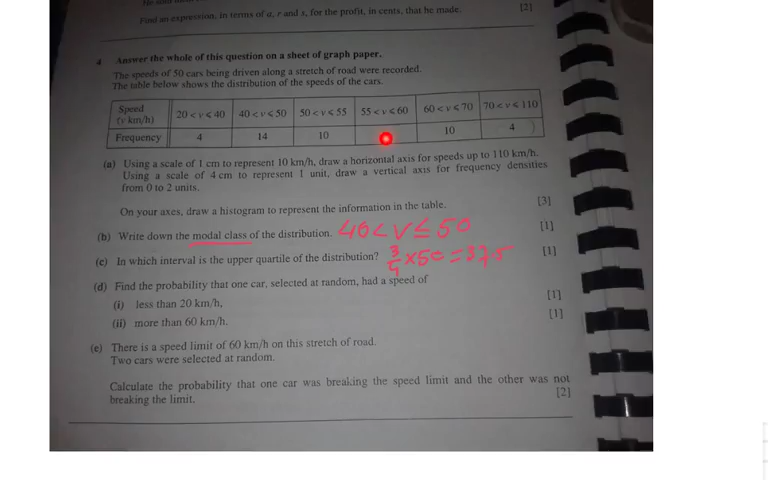 Find an expression, in terms of a, r and s, for the profit, in cents, that he made. [2]
4 Answer the whole of this question on a sheet of graph paper.
The speeds of 50 cars being driven along a stretch of road were recorded.
The table below shows the distribution of the speeds of the cars.
Speed (v km/h) 20 < v ≤ 40 40 < v ≤ 50 50 < v ≤ 55 55 < v ≤ 60 60 < v ≤ 70 70 < v ≤ 110
Frequency 4 14 10 10 4
(a) Using a scale of 1 cm to represent 10 km/h, draw a horizontal axis for speeds up to 110 km/h.
Using a scale of 4 cm to represent 1 unit, draw a vertical axis for frequency densities
from 0 to 2 units.
On your axes, draw a histogram to represent the information in the table. [3]
(b) Write down the modal class of the distribution. 40 < V ≤ 50 [1]
(c) In which interval is the upper quartile of the distribution? 3/4 × 50 = 37.5 [1]
(d) Find the probability that one car, selected at random, had a speed of
(i) less than 20 km/h, [1]
(ii) more than 60 km/h. [1]
(e) There is a speed limit of 60 km/h on this stretch of road.
Two cars were selected at random.
Calculate the probability that one car was breaking the speed limit and the other was not
breaking the limit. [2]